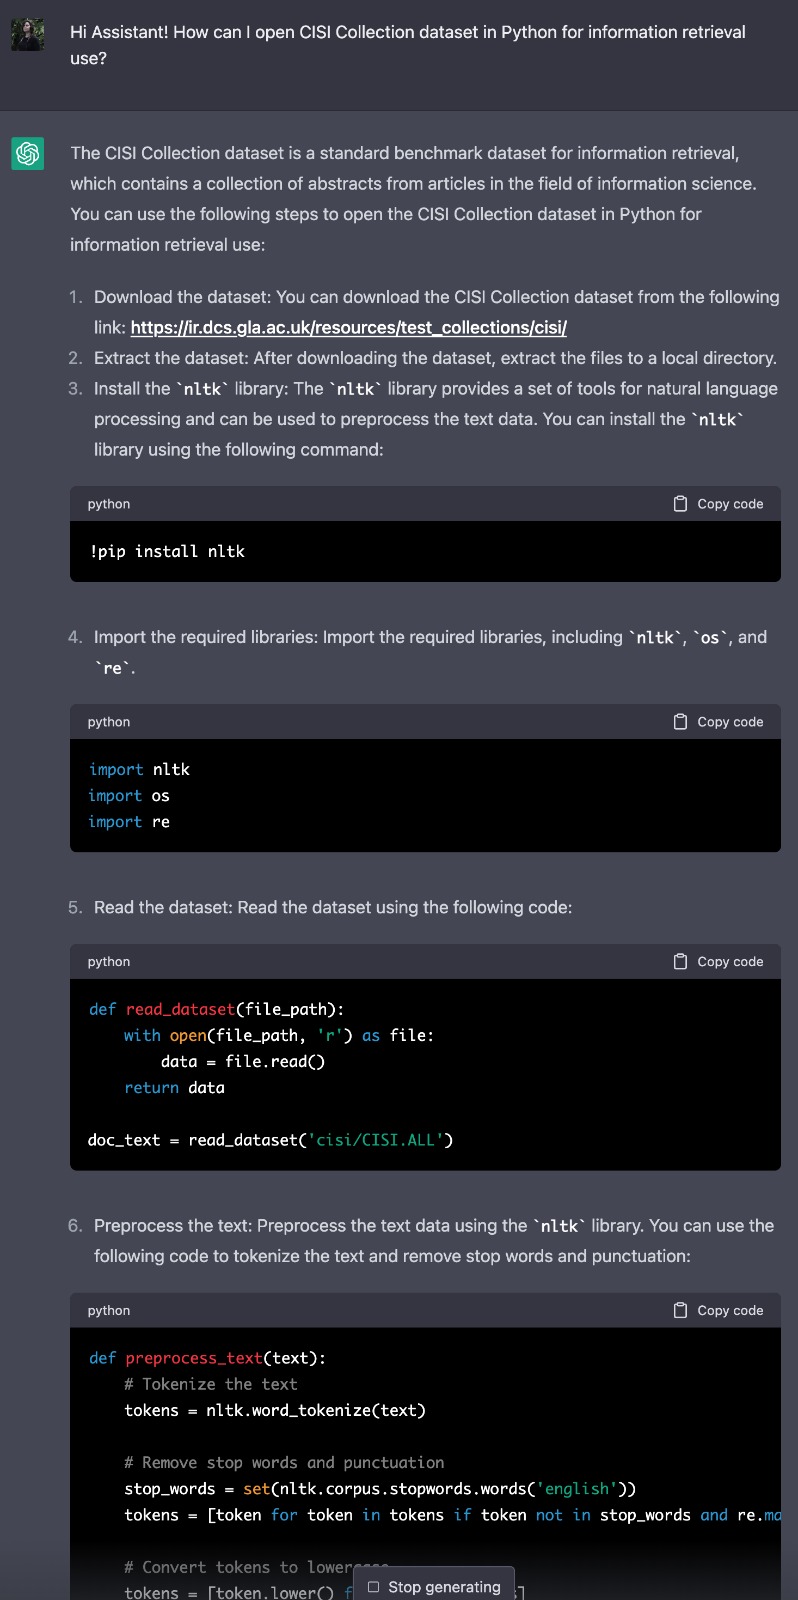 Hi Assistant! How can I open CISI Collection dataset in Python for information retrieval
use?
The CISI Collection dataset is a standard benchmark dataset for information retrieval,
which contains a collection of abstracts from articles in the field of information science.
You can use the following steps to open the CISI Collection dataset in Python for
information retrieval use:
1. Download the dataset: You can download the CISI Collection dataset from the following
link: https://ir.dcs.gla.ac.uk/resources/test_collections/cisi/
2. Extract the dataset: After downloading the dataset, extract the files to a local directory.
3. Install the `nltk` library: The `nltk` library provides a set of tools for natural language
processing and can be used to preprocess the text data. You can install the `nltk`
library using the following command:
python Copy code
!pip install nltk
4. Import the required libraries: Import the required libraries, including `nltk`, `os`, and
`re`.
python Copy code
import nltk
import os
import re
5. Read the dataset: Read the dataset using the following code:
python Copy code
def read_dataset(file_path):
    with open(file_path, 'r') as file:
        data = file.read()
    return data
doc_text = read_dataset('cisi/CISI.ALL')
6. Preprocess the text: Preprocess the text data using the `nltk` library. You can use the
following code to tokenize the text and remove stop words and punctuation:
python Copy code
def preprocess_text(text):
    # Tokenize the text
    tokens = nltk.word_tokenize(text)
    # Remove stop words and punctuation
    stop_words = set(nltk.corpus.stopwords.words('english'))
    tokens = [token for token in tokens if token not in stop_words and re.ma
    # Convert tokens to lowercase
    tokens = [token.lower() f
Stop generating